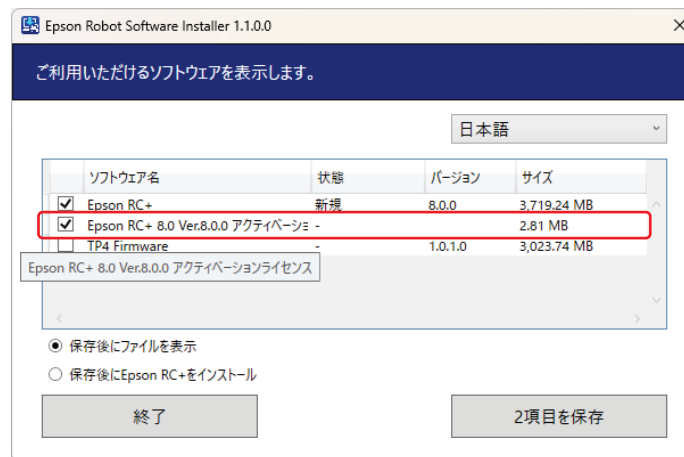 Epson Robot Software Installer 1.1.0.0
ご利用いただけるソフトウェアを表示します。
日本語
ソフトウェア名 状態 バージョン サイズ
Epson RC+ 新規 8.0.0 3,719.24 MB
Epson RC+ 8.0 Ver.8.0.0 アクティベーショ - 2.81 MB
TP4 Firmware - 1.0.1.0 3,023.74 MB
Epson RC+ 8.0 Ver.8.0.0 アクティベーションライセンス
保存後にファイルを表示
保存後にEpson RC+をインストール
終了 2項目を保存